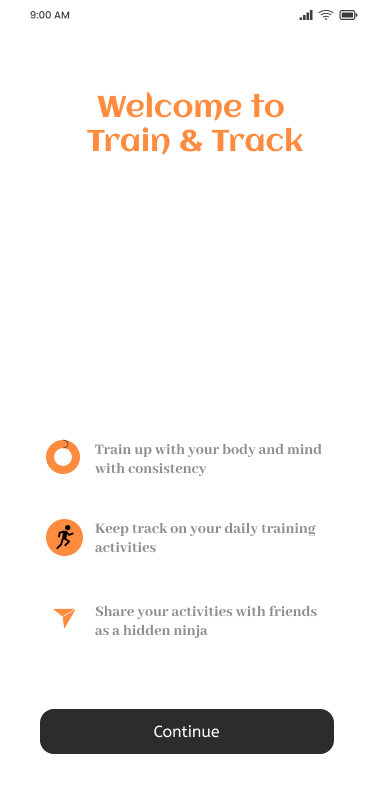 9:00 AM
Welcome to
Train & Track
Train up with your body and mind
with consistency
Keep track on your daily training
activities
Share your activities with friends
as a hidden ninja
Continue